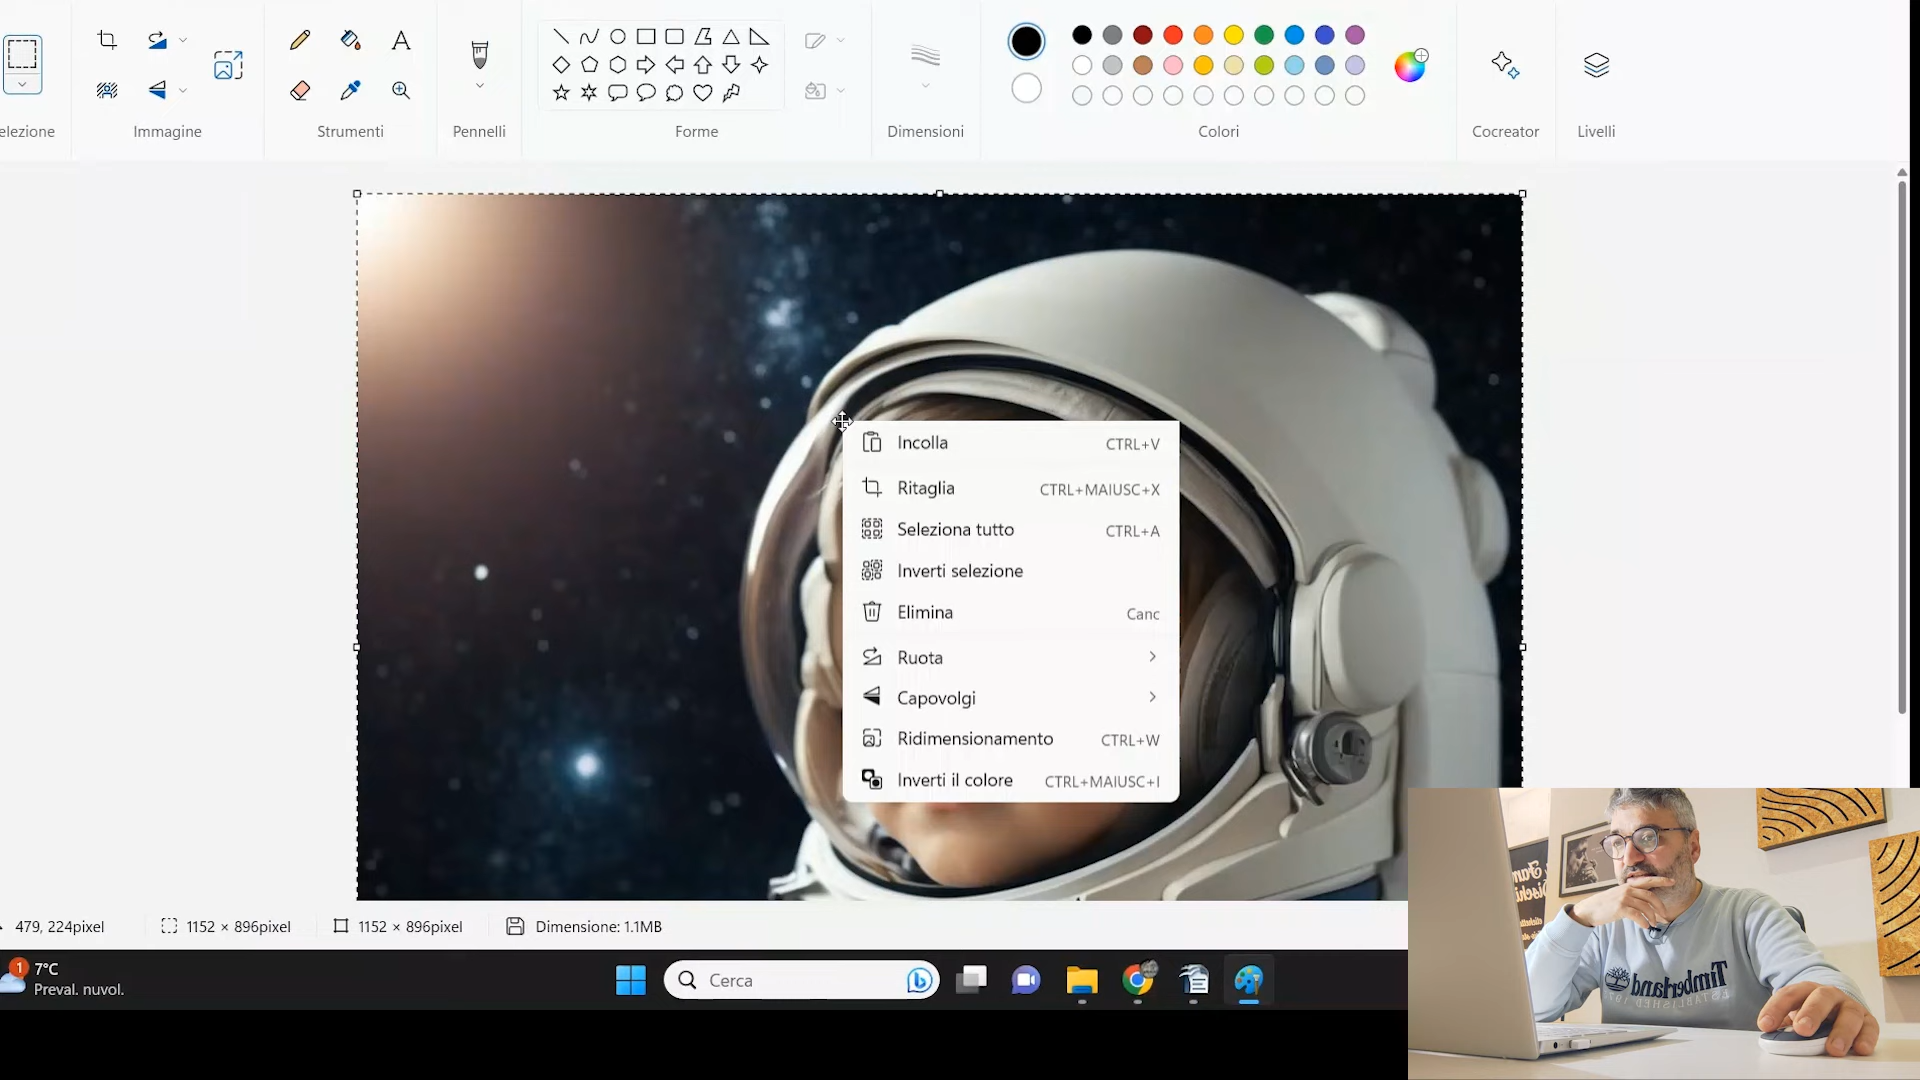 elezione
Immagine
Strumenti
Pennelli
Forme
Dimensioni
Colori
Cocreator
Livelli
Incolla CTRL+V
Ritaglia CTRL+MAIUSC+X
Seleziona tutto CTRL+A
Inverti selezione
Elimina Canc
Ruota
Capovolgi
Ridimensionamento CTRL+W
Inverti il colore CTRL+MAIUSC+I
479, 224pixel
1152 × 896pixel
1152 × 896pixel
Dimensione: 1.1MB
1
7°C
Preval. nuvol.
Cerca
Timberland